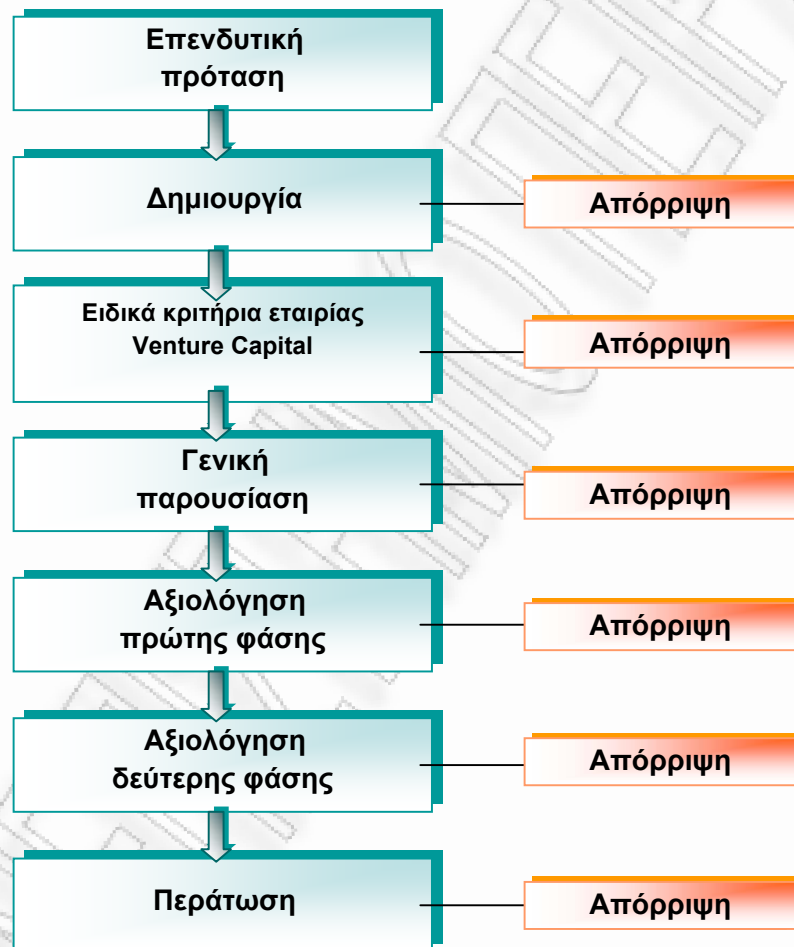 Επενδυτική
πρόταση
Δημιουργία
Απόρριψη
Ειδικά κριτήρια εταιρίας
Venture Capital
Απόρριψη
Γενική
παρουσίαση
Απόρριψη
Αξιολόγηση
πρώτης φάσης
Απόρριψη
Αξιολόγηση
δεύτερης φάσης
Απόρριψη
Περάτωση
Απόρριψη